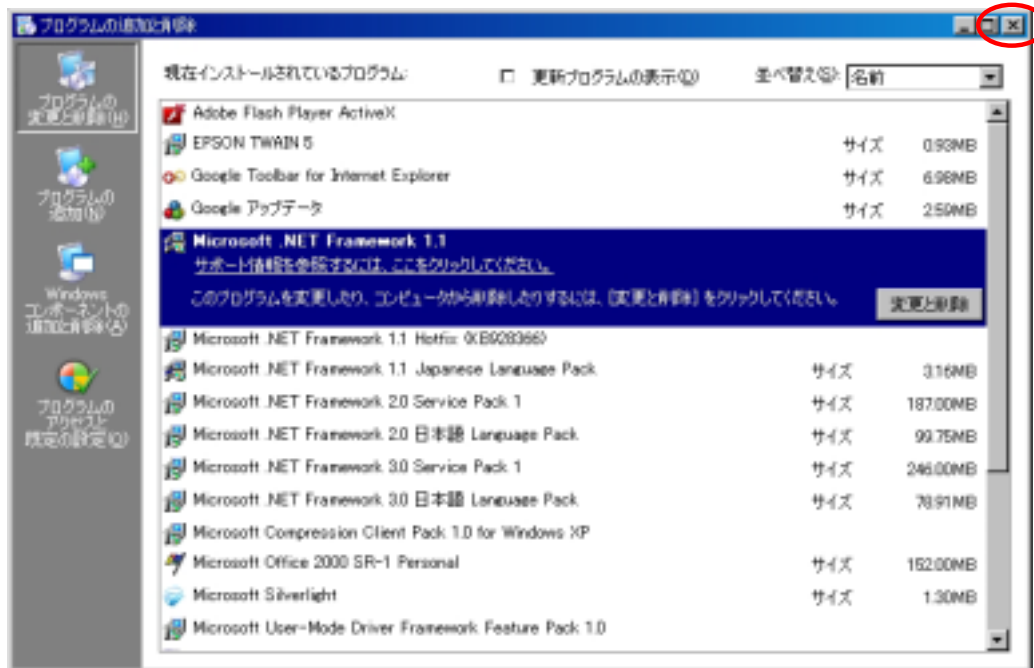 プログラムの追加と削除
プログラムの
変更と削除(H)
プログラムの
追加(N)
Windows
コンポーネントの
追加と削除(A)
プログラムの
アクセスと
既定の設定(O)
現在インストールされているプログラム:
更新プログラムの表示(D)
並べ替え(S):
名前
Adobe Flash Player ActiveX
EPSON TWAIN 5 サイズ 0.93MB
Google Toolbar for Internet Explorer サイズ 6.98MB
Google アップデータ サイズ 2.59MB
Microsoft .NET Framework 1.1
サポート情報を参照するには、ここをクリックしてください。
このプログラムを変更したり、コンピュータから削除したりするには、[変更と削除] をクリックしてください。
変更と削除
Microsoft .NET Framework 1.1 Hotfix (KB928366)
Microsoft .NET Framework 1.1 Japanese Language Pack サイズ 3.16MB
Microsoft .NET Framework 2.0 Service Pack 1 サイズ 187.00MB
Microsoft .NET Framework 2.0 日本語 Language Pack サイズ 99.75MB
Microsoft .NET Framework 3.0 Service Pack 1 サイズ 246.00MB
Microsoft .NET Framework 3.0 日本語 Language Pack サイズ 78.91MB
Microsoft Compression Client Pack 1.0 for Windows XP
Microsoft Office 2000 SR-1 Personal サイズ 152.00MB
Microsoft Silverlight サイズ 1.30MB
Microsoft User-Mode Driver Framework Feature Pack 1.0